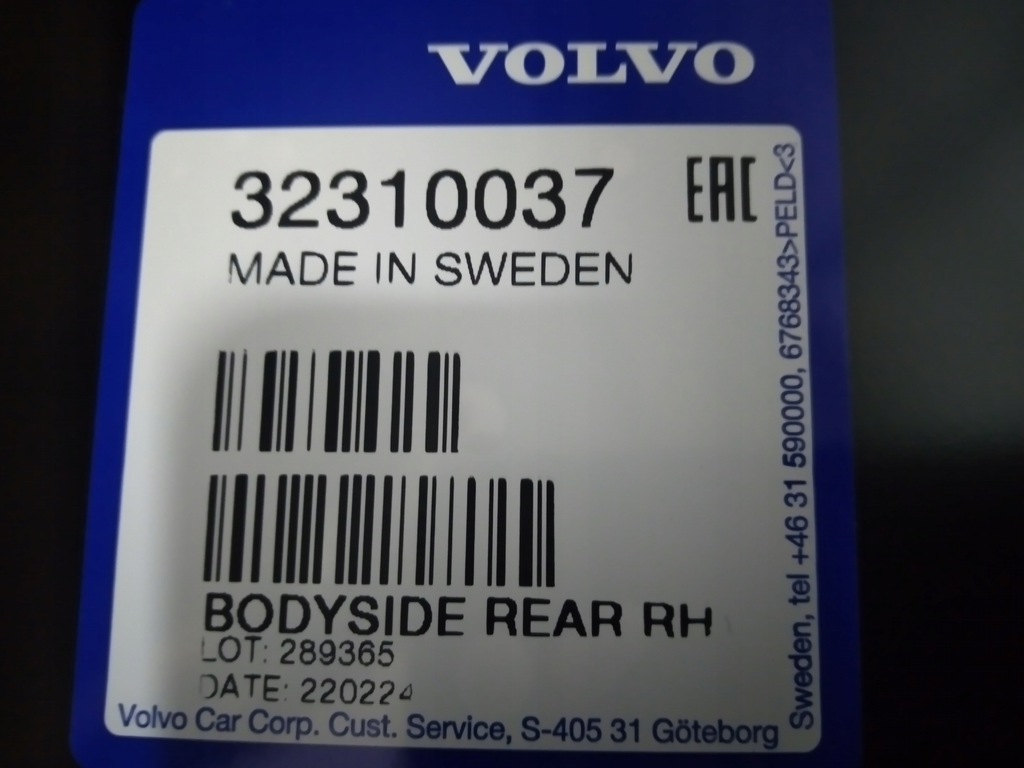 VOLVO
32310037
EAC
MADE IN SWEDEN
BODYSIDE REAR RH
LOT: 289365
DATE: 220224
Volvo Car Corp. Cust. Service, S-405 31 Göteborg
Sweden, tel +46 31 590000, 6768343>PELD<3